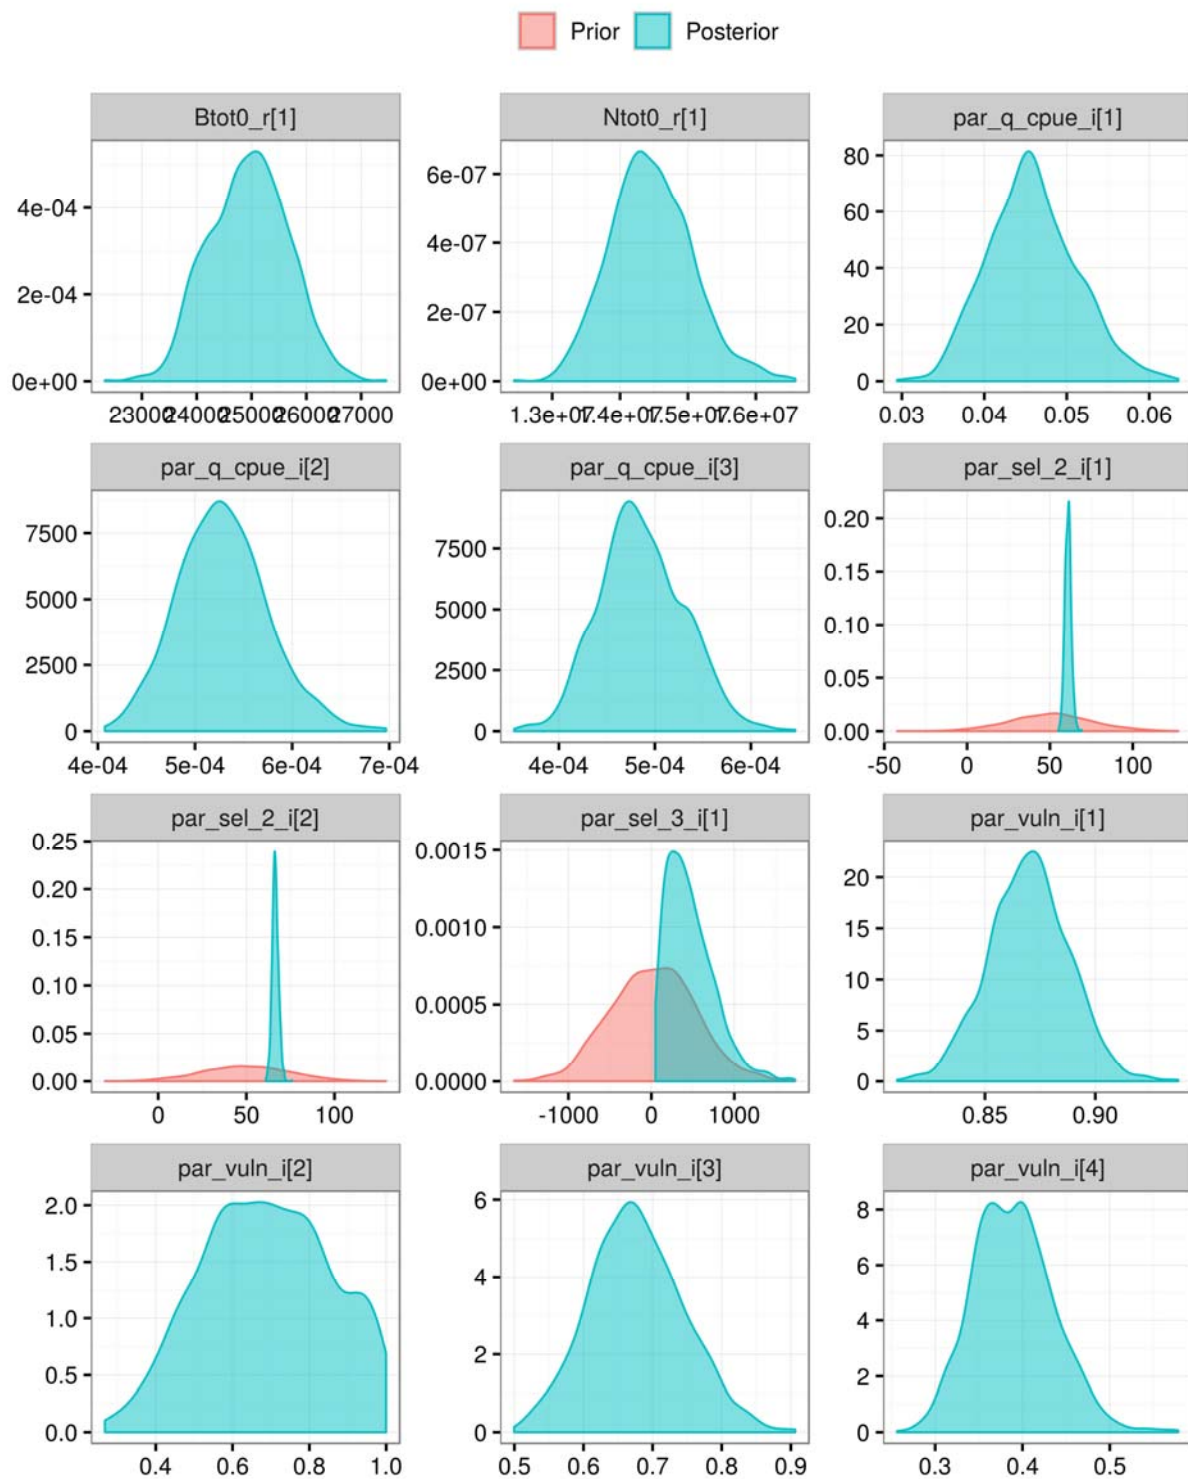 Prior Posterior
Btot0_r[1]
4e-04
2e-04
0e+00
23000 24000 25000 26000 27000
Ntot0_r[1]
6e-07
4e-07
2e-07
0e+00
1.3e+07 1.4e+07 1.5e+07 1.6e+07
par_q_cpue_i[1]
80
60
40
20
0
0.03 0.04 0.05 0.06
par_q_cpue_i[2]
7500
5000
2500
0
4e-04 5e-04 6e-04 7e-04
par_q_cpue_i[3]
7500
5000
2500
0
4e-04 5e-04 6e-04
par_sel_2_i[1]
0.20
0.15
0.10
0.05
0.00
-50 0 50 100
par_sel_2_i[2]
0.25
0.20
0.15
0.10
0.05
0.00
0 50 100
par_sel_3_i[1]
0.0015
0.0010
0.0005
0.0000
-1000 0 1000
par_vuln_i[1]
20
15
10
5
0
0.85 0.90
par_vuln_i[2]
2.0
1.5
1.0
0.5
0.0
0.4 0.6 0.8 1.0
par_vuln_i[3]
6
4
2
0
0.5 0.6 0.7 0.8 0.9
par_vuln_i[4]
8
6
4
2
0
0.3 0.4 0.5